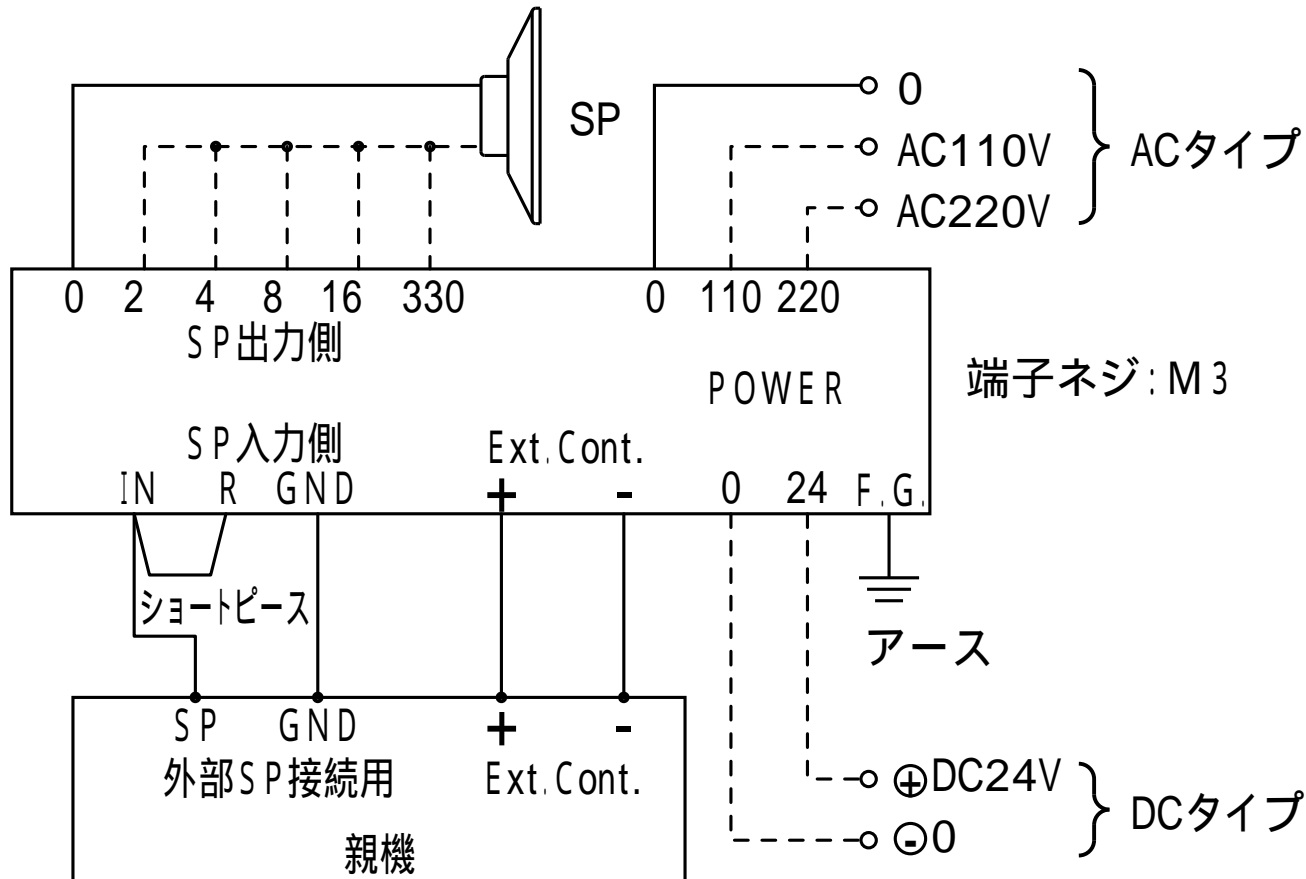 SP
0
AC110V
AC220V
ACタイプ
0 2 4 8 16 330
SP出力側
0 110 220
POWER
端子ネジ:M3
SP入力側
IN R GND
Ext.Cont.
+ -
0 24 F.G.
ショートピース
アース
SP GND
外部SP接続用
+ -
Ext.Cont.
親機
⊕DC24V
⊖0
DCタイプ